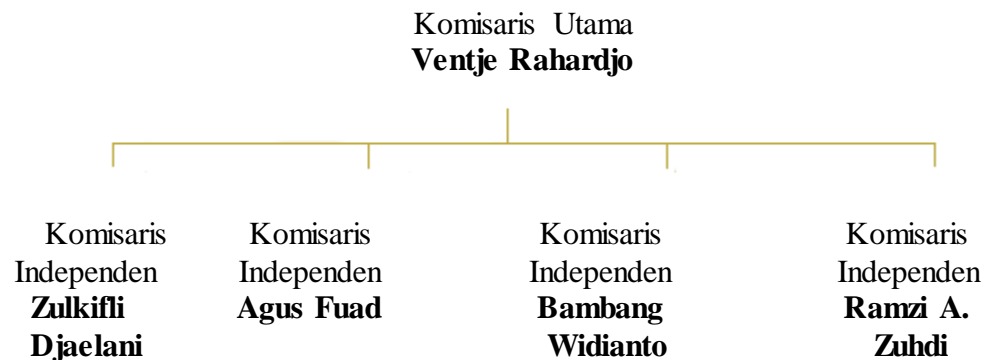 Komisaris Utama
Ventje Rahardjo
Komisaris
Independen
Zulkifli
Djaelani
Komisaris
Independen
Agus Fuad
Komisaris
Independen
Bambang
Widianto
Komisaris
Independen
Ramzi A.
Zuhdi